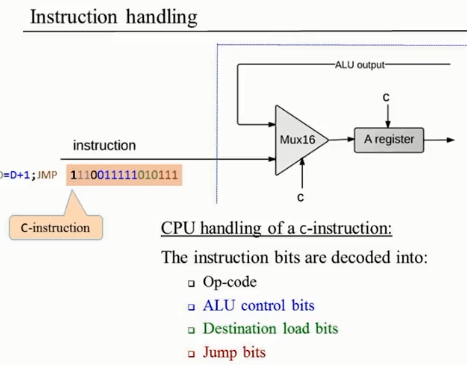 Instruction handling
ALU output
c
Mux16
A register
instruction
=D+1;JMP 1110011111010111
c
C-instruction
CPU handling of a c-instruction:
The instruction bits are decoded into:
Op-code
ALU control bits
Destination load bits
Jump bits